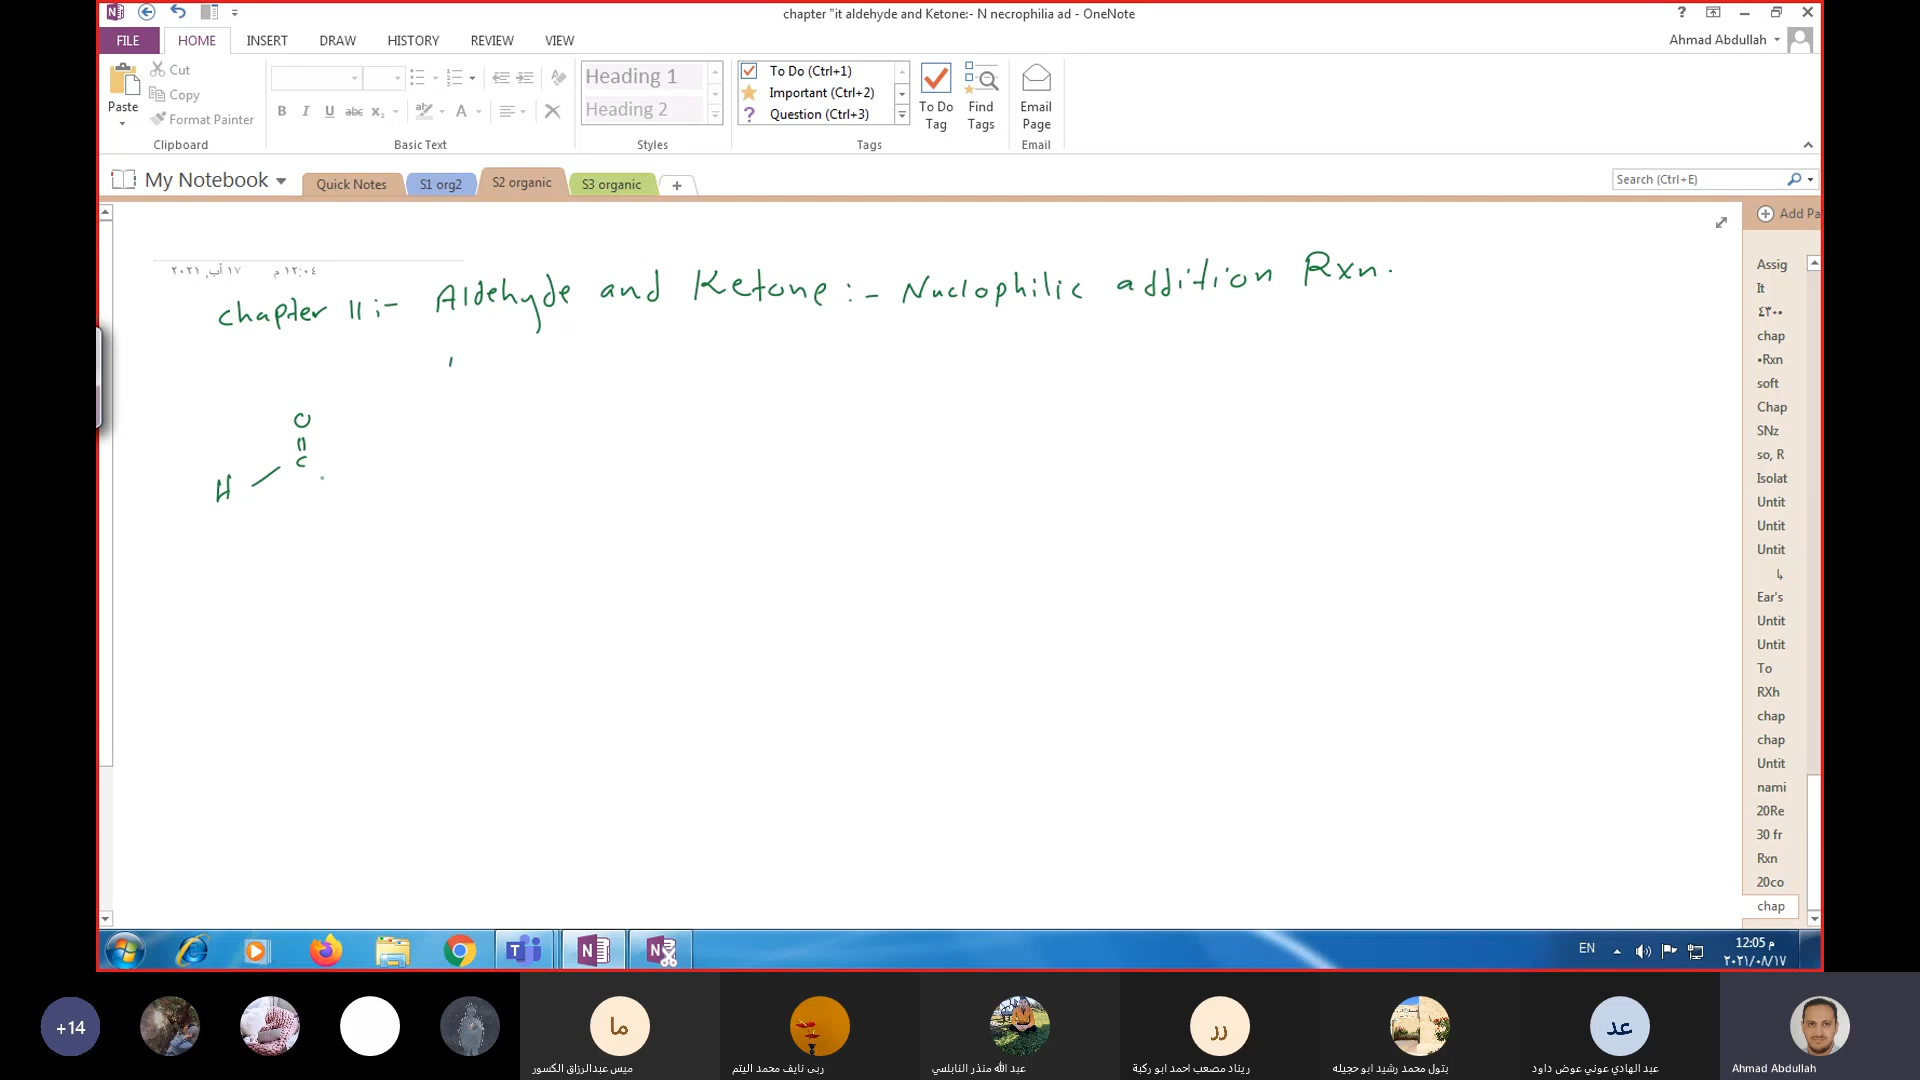 chapter "it aldehyde and Ketone:- N necrophilia ad - OneNote
FILE HOME INSERT DRAW HISTORY REVIEW VIEW
Ahmad Abdullah
Paste
Cut
Copy
Format Painter
Clipboard
Basic Text
Heading 1
Heading 2
Styles
To Do (Ctrl+1)
Important (Ctrl+2)
Question (Ctrl+3)
To Do Tag
Find Tags
Tags
Email Page
Email
My Notebook
Quick Notes
S1 org2
S2 organic
S3 organic
Search (Ctrl+E)
Add Pa
١٧ آب, ٢٠٢١ ١٢:٠٤ م
chapter 11:- Aldehyde and Ketone:- Nuclophilic addition Rxn.
O
C
H
Assig
It
٤٣٠٠
chap
•Rxn
soft
Chap
SNz
so, R
Isolat
Untit
Untit
Untit
Ear's
Untit
Untit
To
RXh
chap
chap
Untit
nami
20Re
30 fr
Rxn
20co
chap
EN
12:05 م
٢٠٢١/٠٨/١٧
+14
ما
رر
عد
ميس عبدالرزاق الكسور
ربى نايف محمد اليتم
عبد الله منذر النابلسي
ريناد مصعب احمد ابو ركبة
بتول محمد رشيد ابو حجيله
عبد الهادي عوني عوض داود
Ahmad Abdullah